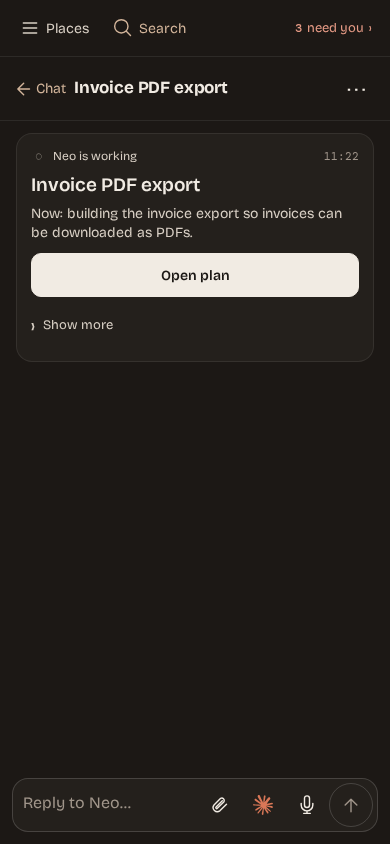 Places
Search
3 need you ›
Chat
Invoice PDF export
Neo is working
11:22
Invoice PDF export
Now: building the invoice export so invoices can
be downloaded as PDFs.
Open plan
Show more
Reply to Neo...